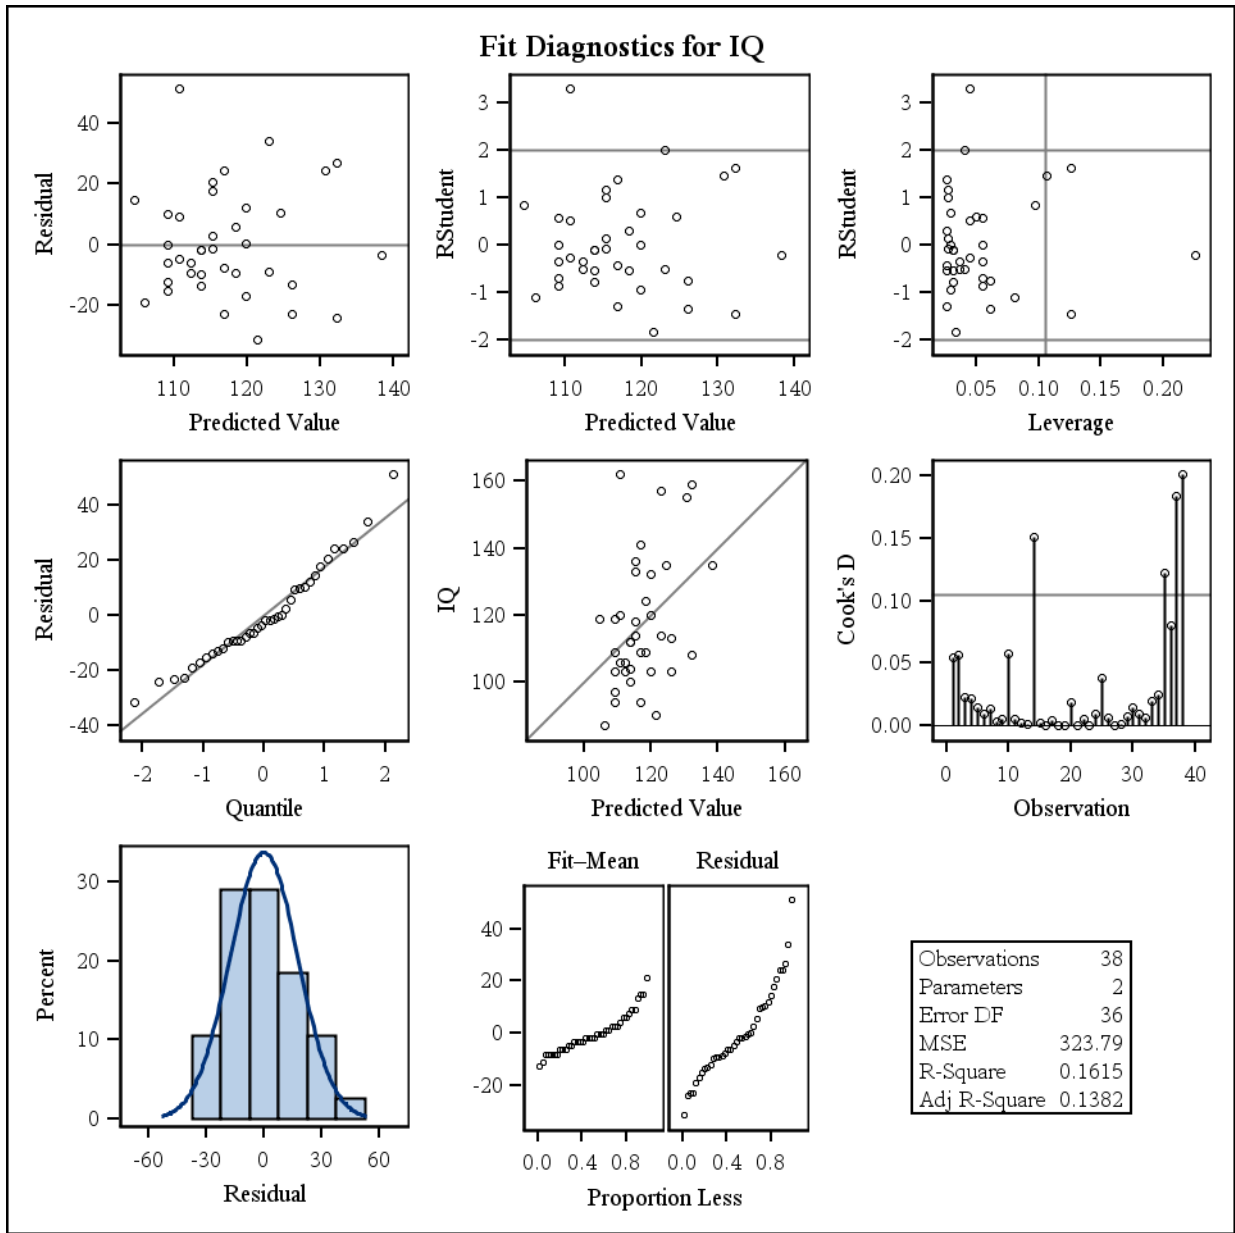 Fit Diagnostics for IQ
40
20
0
-20
Residual
110 120 130 140
Predicted Value
3
2
1
0
-1
-2
RStudent
110 120 130 140
Predicted Value
3
2
1
0
-1
-2
RStudent
0.05 0.10 0.15 0.20
Leverage
40
20
0
-20
-40
Residual
-2 -1 0 1 2
Quantile
160
140
120
100
IQ
100 120 140 160
Predicted Value
0.20
0.15
0.10
0.05
0.00
Cook's D
0 10 20 30 40
Observation
30
20
10
0
Percent
-60 -30 0 30 60
Residual
Fit–Mean Residual
40
20
0
-20
0.0 0.4 0.8 0.0 0.4 0.8
Proportion Less
Observations 38
Parameters 2
Error DF 36
MSE 323.79
R-Square 0.1615
Adj R-Square 0.1382